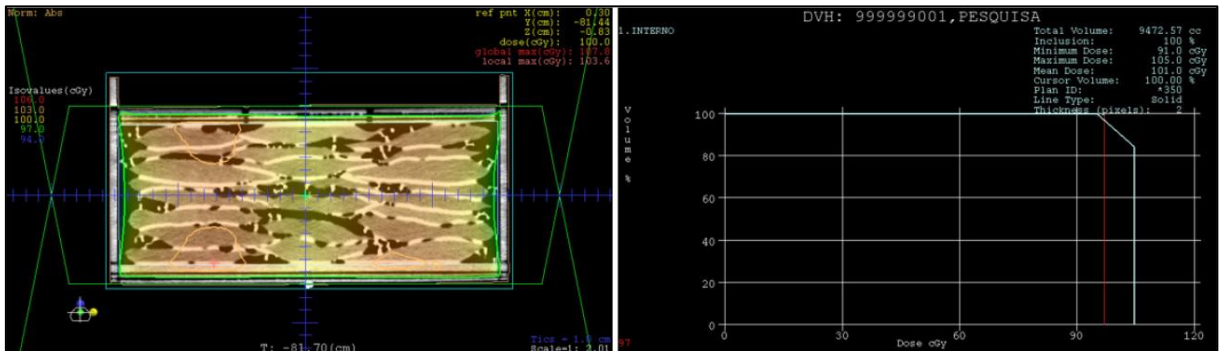 Norm: Abs
ref pnt X(cm): 0.30
Y(cm): -81.44
Z(cm): -0.83
dose(cGy): 100.0
global max(cGy): 107.8
local max(cGy): 103.6
Isovalues(cGy)
106.0
103.0
100.0
97.0
94.0
T: -81.70(cm)
Tics = 1.0 cm
Scale=1: 2.01
DVH: 999999001,PESQUISA
1.INTERNO
Total Volume: 9472.57 cc
Inclusion: 100 %
Minimum Dose: 91.0 cGy
Maximum Dose: 105.0 cGy
Mean Dose: 101.0 cGy
Cursor Volume: 100.00 %
Plan ID: *350
Line Type: Solid
Thickness (pixels): 2
Volume %
100
80
60
40
20
0
0 30 60 90 120
Dose cGy
97